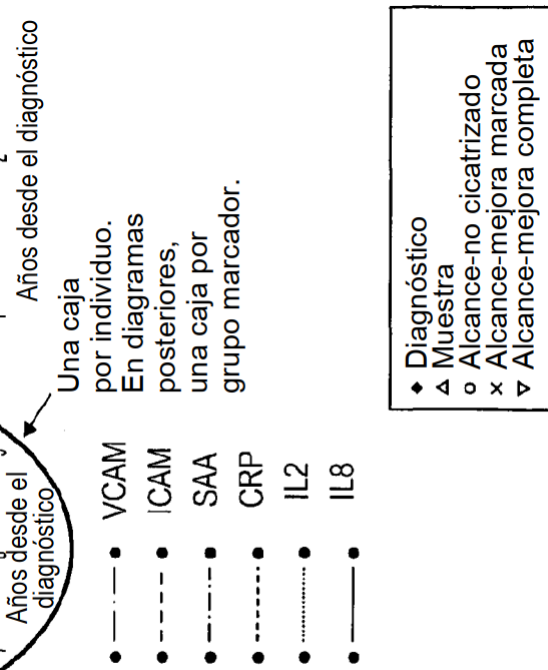 Años desde el diagnóstico
Años desde el
diagnóstico
Una caja
por individuo.
En diagramas
posteriores,
una caja por
grupo marcador.
VCAM
ICAM
SAA
CRP
IL2
IL8
Diagnóstico
Muestra
Alcance-no cicatrizado
Alcance-mejora marcada
Alcance-mejora completa